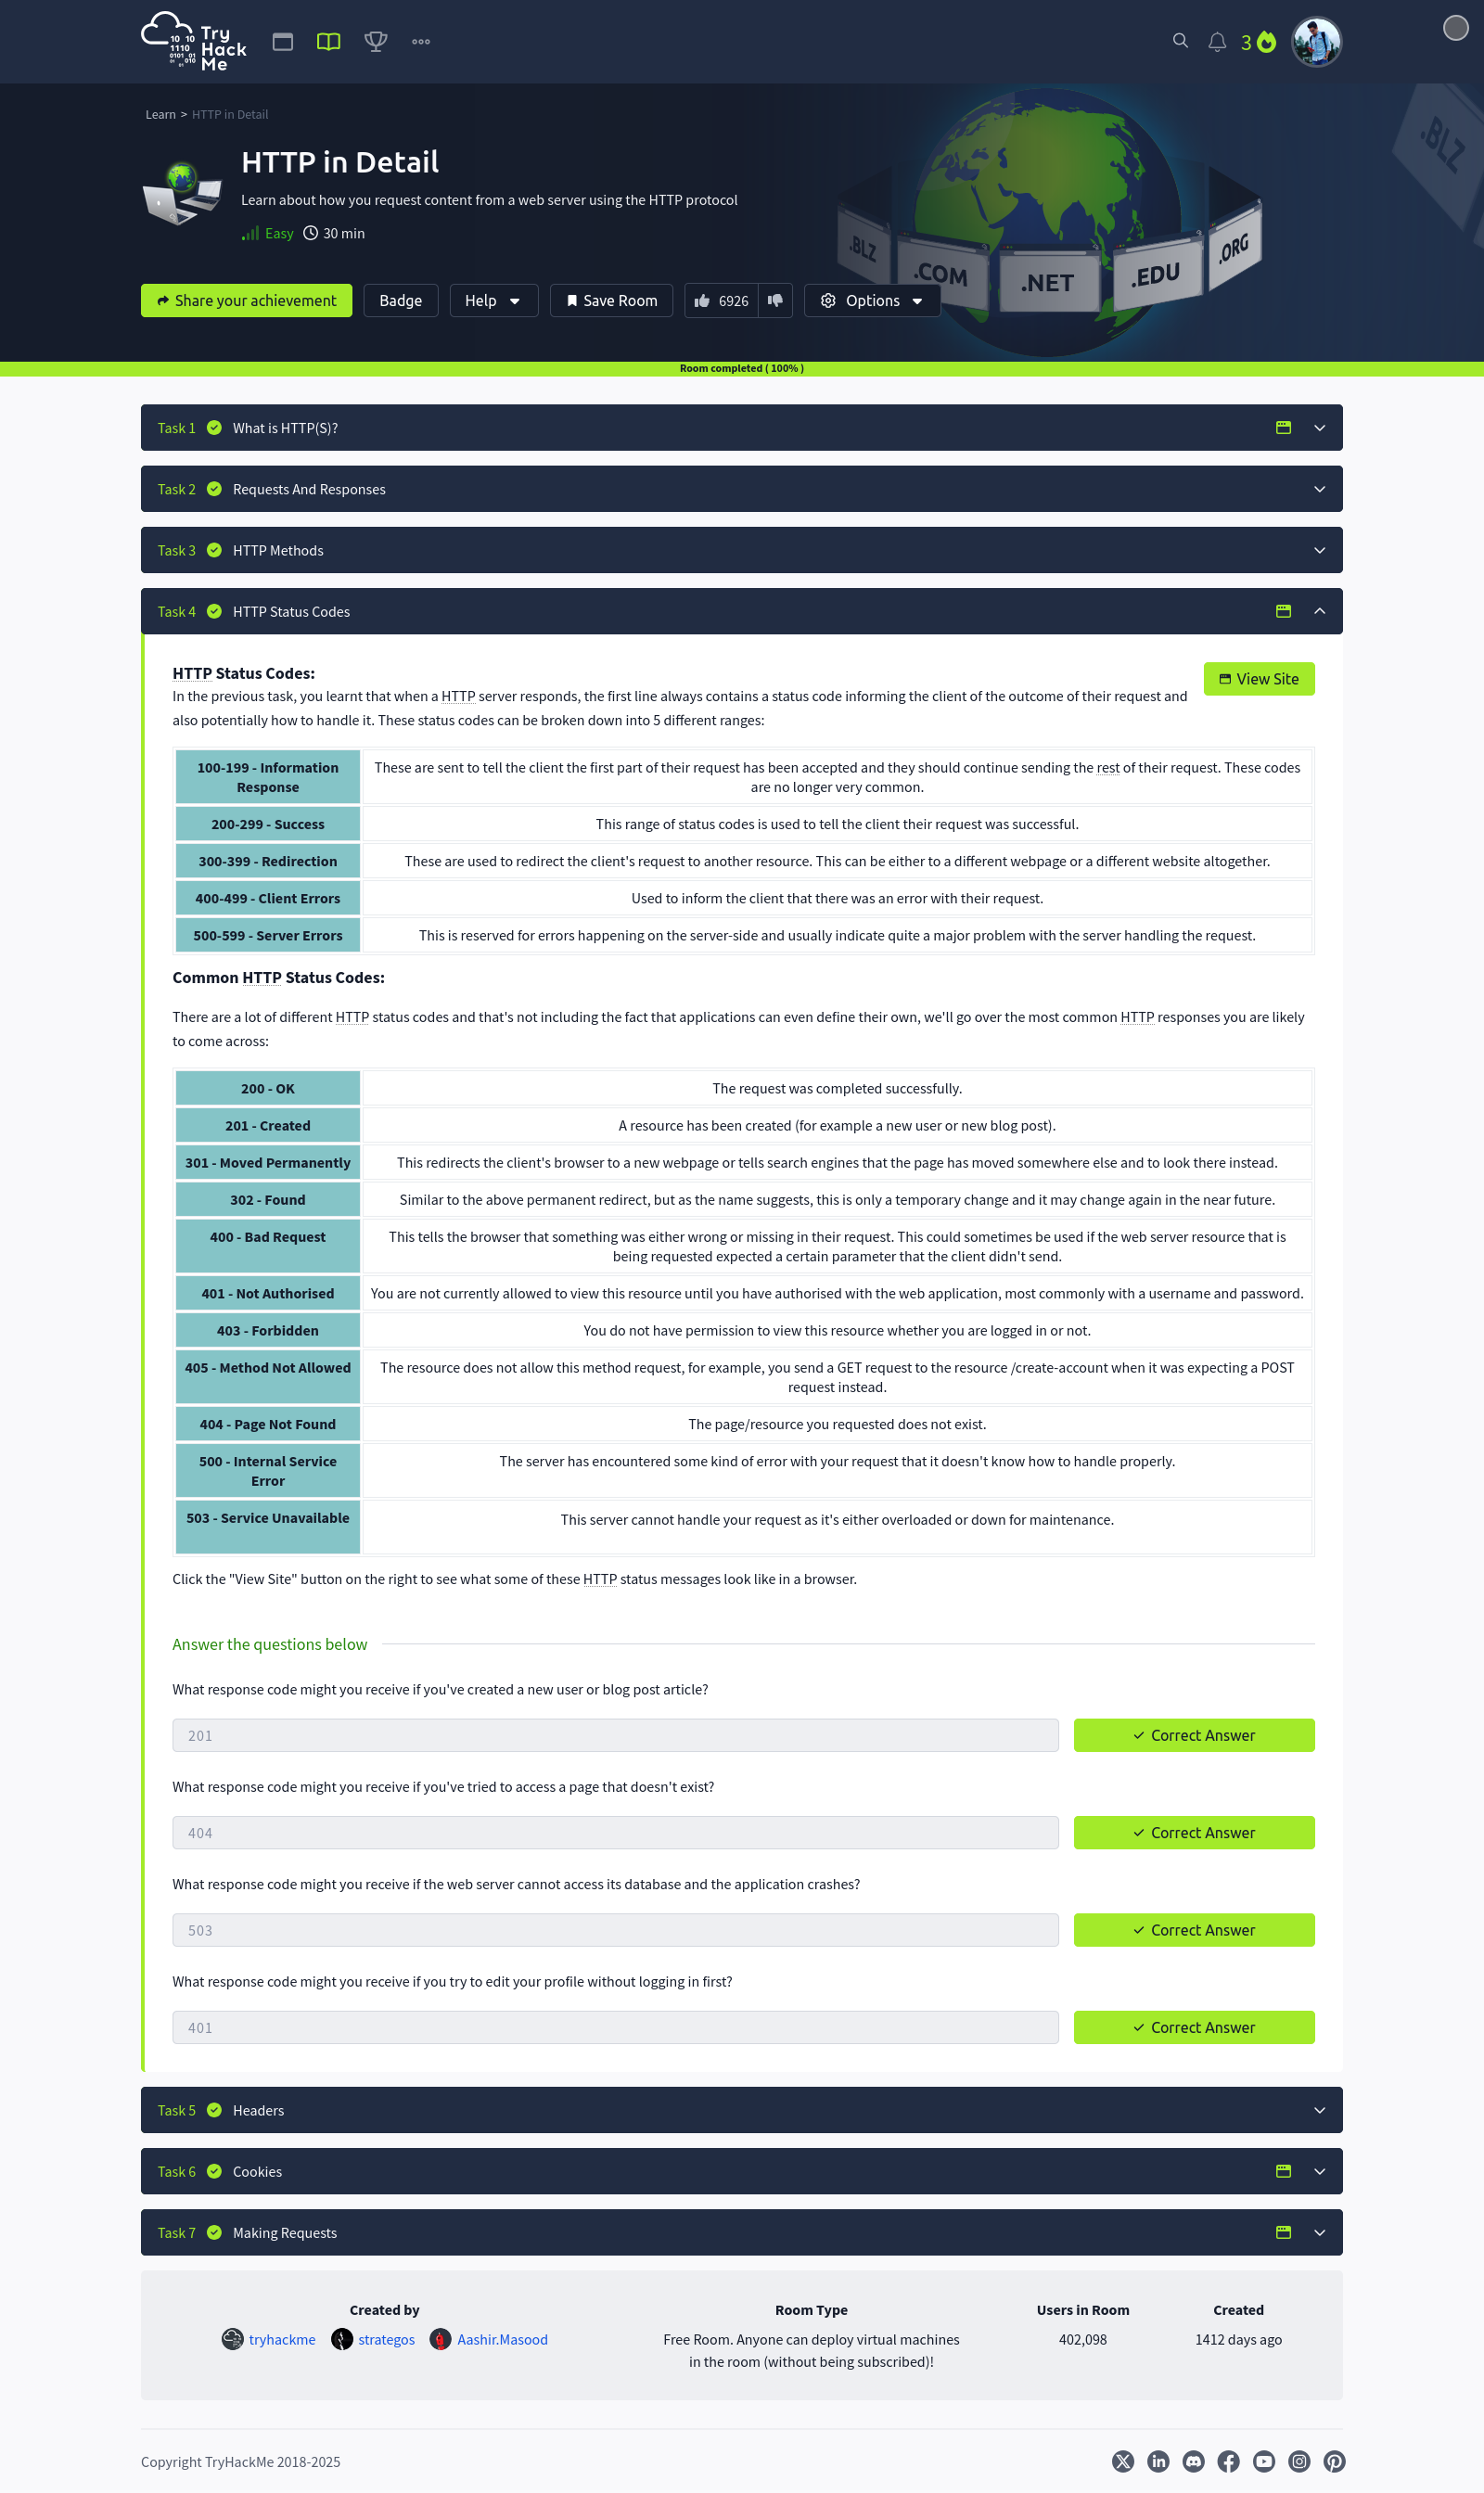 Try
Hack
Me
10 10
1110
0101 01
01 010
3
Learn > HTTP in Detail
HTTP in Detail
Learn about how you request content from a web server using the HTTP protocol
Easy 30 min
.BLZ
.BLZ .COM .NET .EDU .ORG
Share your achievement Badge Help Save Room 6926 Options
Room completed ( 100% )
Task 1 What is HTTP(S)?
Task 2 Requests And Responses
Task 3 HTTP Methods
Task 4 HTTP Status Codes
HTTP Status Codes:
View Site
In the previous task, you learnt that when a HTTP server responds, the first line always contains a status code informing the client of the outcome of their request and
also potentially how to handle it. These status codes can be broken down into 5 different ranges:
100-199 - Information
Response
These are sent to tell the client the first part of their request has been accepted and they should continue sending the rest of their request. These codes
are no longer very common.
200-299 - Success
This range of status codes is used to tell the client their request was successful.
300-399 - Redirection
These are used to redirect the client's request to another resource. This can be either to a different webpage or a different website altogether.
400-499 - Client Errors
Used to inform the client that there was an error with their request.
500-599 - Server Errors
This is reserved for errors happening on the server-side and usually indicate quite a major problem with the server handling the request.
Common HTTP Status Codes:
There are a lot of different HTTP status codes and that's not including the fact that applications can even define their own, we'll go over the most common HTTP responses you are likely
to come across:
200 - OK
The request was completed successfully.
201 - Created
A resource has been created (for example a new user or new blog post).
301 - Moved Permanently
This redirects the client's browser to a new webpage or tells search engines that the page has moved somewhere else and to look there instead.
302 - Found
Similar to the above permanent redirect, but as the name suggests, this is only a temporary change and it may change again in the near future.
400 - Bad Request
This tells the browser that something was either wrong or missing in their request. This could sometimes be used if the web server resource that is
being requested expected a certain parameter that the client didn't send.
401 - Not Authorised
You are not currently allowed to view this resource until you have authorised with the web application, most commonly with a username and password.
403 - Forbidden
You do not have permission to view this resource whether you are logged in or not.
405 - Method Not Allowed
The resource does not allow this method request, for example, you send a GET request to the resource /create-account when it was expecting a POST
request instead.
404 - Page Not Found
The page/resource you requested does not exist.
500 - Internal Service
Error
The server has encountered some kind of error with your request that it doesn't know how to handle properly.
503 - Service Unavailable
This server cannot handle your request as it's either overloaded or down for maintenance.
Click the "View Site" button on the right to see what some of these HTTP status messages look like in a browser.
Answer the questions below
What response code might you receive if you've created a new user or blog post article?
201
Correct Answer
What response code might you receive if you've tried to access a page that doesn't exist?
404
Correct Answer
What response code might you receive if the web server cannot access its database and the application crashes?
503
Correct Answer
What response code might you receive if you try to edit your profile without logging in first?
401
Correct Answer
Task 5 Headers
Task 6 Cookies
Task 7 Making Requests
Created by
tryhackme strategos Aashir.Masood
Room Type
Free Room. Anyone can deploy virtual machines
in the room (without being subscribed)!
Users in Room
402,098
Created
1412 days ago
Copyright TryHackMe 2018-2025